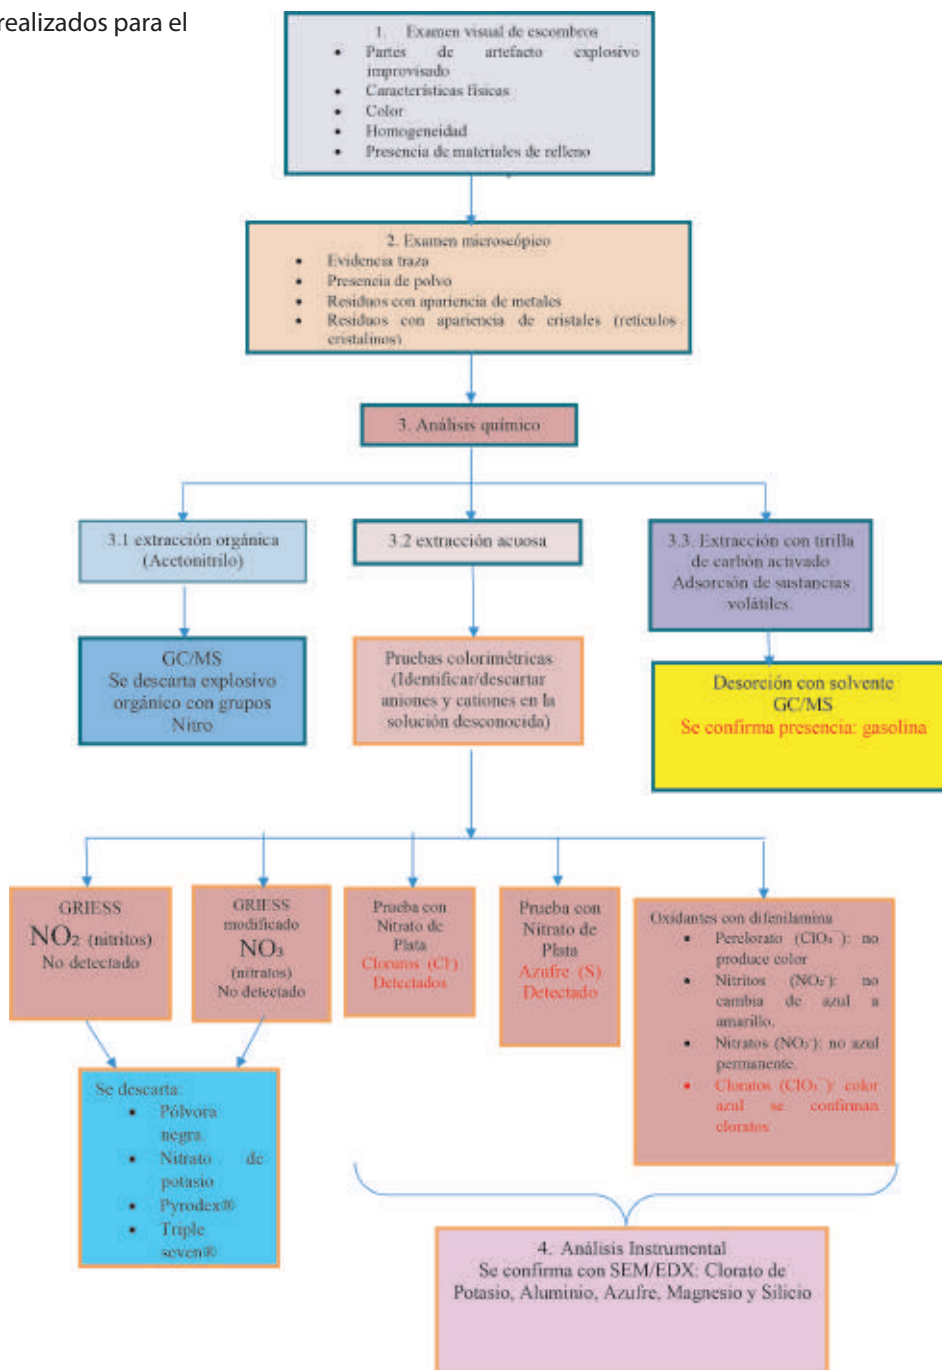 realizados para el
1. Examen visual de escombros
• Partes de artefacto explosivo
improvisado
• Características físicas
• Color
• Homogeneidad
• Presencia de materiales de relleno
2. Examen microscópico
• Evidencia traza
• Presencia de polvo
• Residuos con apariencia de metales
• Residuos con apariencia de cristales (retículos
cristalinos)
3. Análisis químico
3.1 extracción orgánica
(Acetonitrilo)
3.2 extracción acuosa
3.3. Extracción con tirilla
de carbón activado
Adsorción de sustancias
volátiles.
GC/MS
Se descarta explosivo
orgánico con grupos
Nitro
Pruebas colorimétricas
(Identificar/descartar
aniones y cationes en la
solución desconocida)
Desorción con solvente
GC/MS
Se confirma presencia: gasolina
GRIESS
NO₂ (nitritos)
No detectado
GRIESS
modificado
NO₃
(nitratos)
No detectado
Prueba con
Nitrato de
Plata
Cloruros (Cl⁻)
Detectados
Prueba con
Nitrato de
Plata
Azufre (S)
Detectado
Oxidantes con difenilamina
• Perclorato (ClO₄⁻): no
produce color
• Nitritos (NO₂⁻): no
cambia de azul a
amarillo.
• Nitratos (NO₃⁻): no azul
permanente.
• Cloratos (ClO₃⁻): color
azul se confirman
cloratos
Se descarta:
• Pólvora
negra.
• Nitrato de
potasio
• Pyrodex®
• Triple
seven®
4. Análisis Instrumental
Se confirma con SEM/EDX: Clorato de
Potasio, Aluminio, Azufre, Magnesio y Silicio